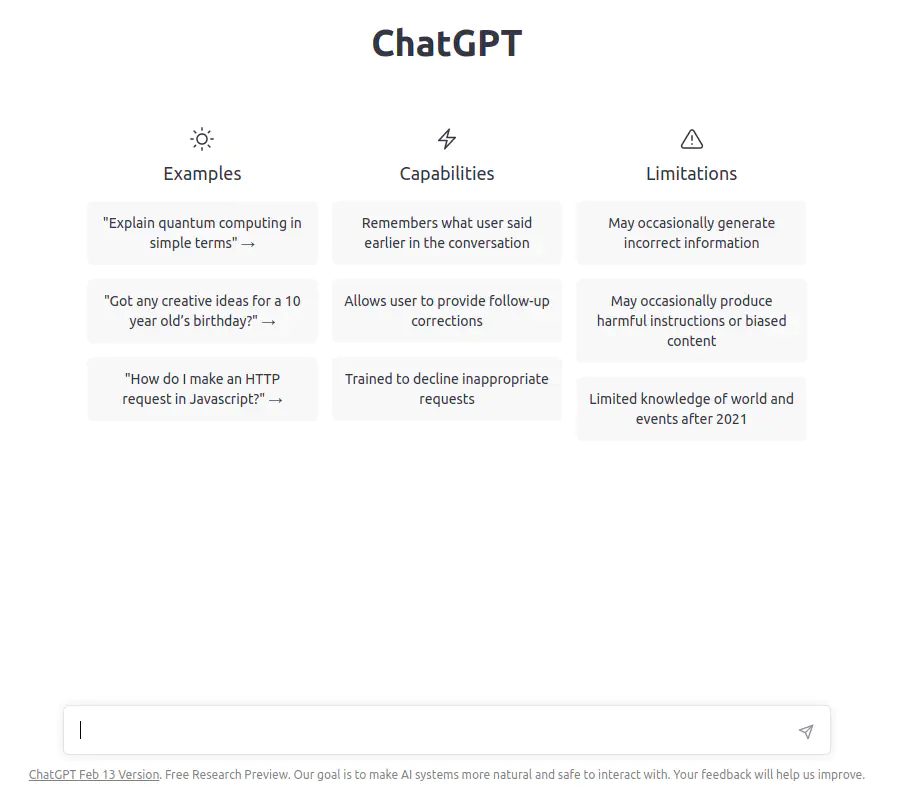 ChatGPT
Examples
"Explain quantum computing in
simple terms" →
"Got any creative ideas for a 10
year old’s birthday?" →
"How do I make an HTTP
request in Javascript?" →
Capabilities
Remembers what user said
earlier in the conversation
Allows user to provide follow-up
corrections
Trained to decline inappropriate
requests
Limitations
May occasionally generate
incorrect information
May occasionally produce
harmful instructions or biased
content
Limited knowledge of world and
events after 2021
ChatGPT Feb 13 Version. Free Research Preview. Our goal is to make AI systems more natural and safe to interact with. Your feedback will help us improve.